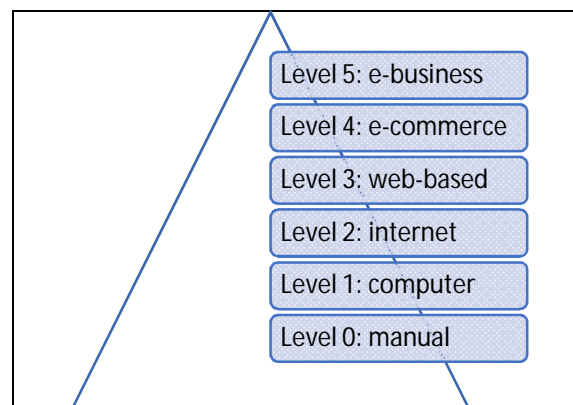 Level 5: e-business
Level 4: e-commerce
Level 3: web-based
Level 2: internet
Level 1: computer
Level 0: manual